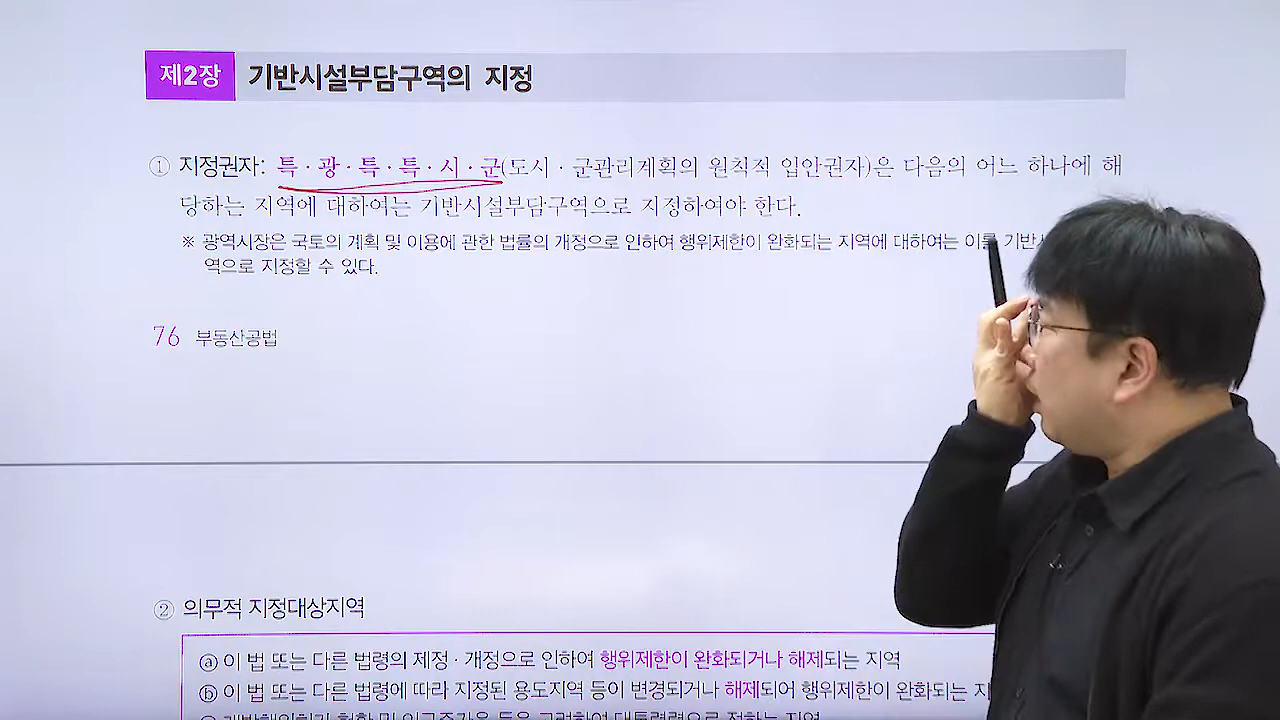 제2장 기반시설부담구역의 지정
① 지정권자: 특·광·특·특·시·군(도시·군관리계획의 원칙적 입안권자)은 다음의 어느 하나에 해
당하는 지역에 대하여는 기반시설부담구역으로 지정하여야 한다.
※ 광역시장은 국토의 계획 및 이용에 관한 법률의 개정으로 인하여 행위제한이 완화되는 지역에 대하여는 이를
역으로 지정할 수 있다.
76 부동산공법
② 의무적 지정대상지역
ⓐ 이 법 또는 다른 법령의 제정·개정으로 인하여 행위제한이 완화되거나 해제되는 지역
ⓑ 이 법 또는 다른 법령에 따라 지정된 용도지역 등이 변경되거나 해제되어 행위제한이 완화되는